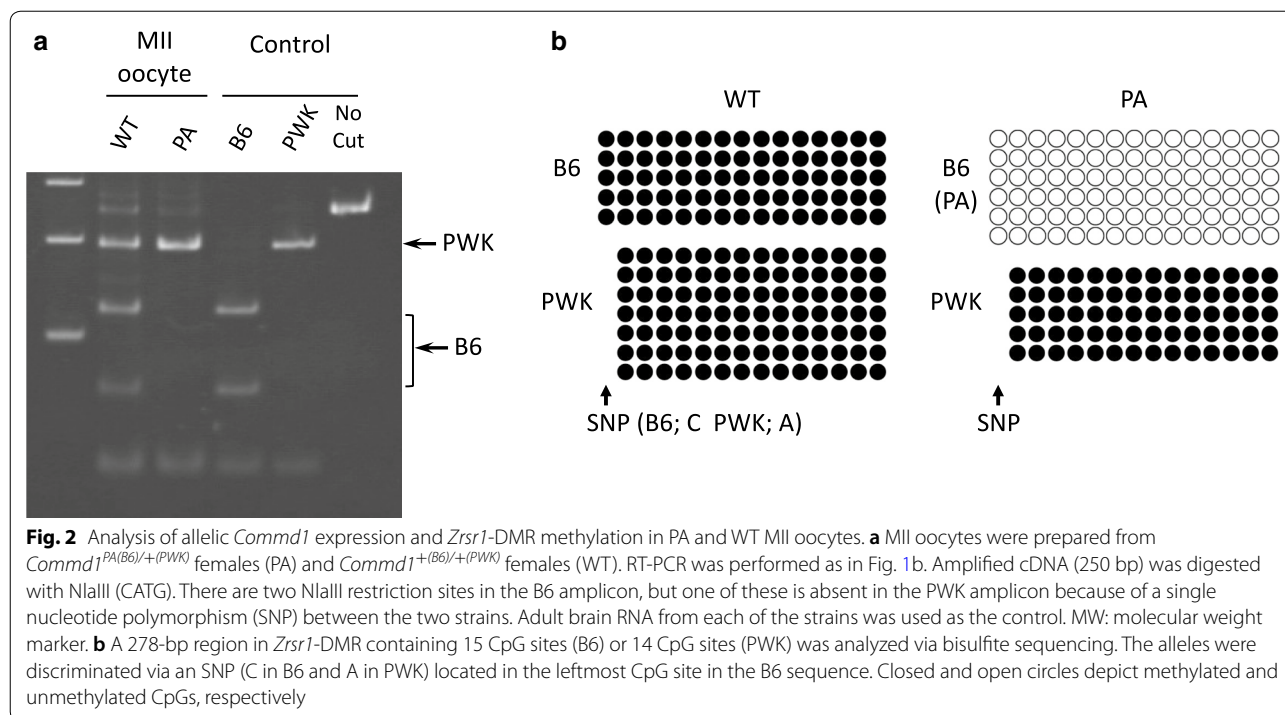 a
MII
oocyte
Control
WT
PA
B6
PWK
No
Cut
PWK
B6
b
WT
PA
B6
B6
(PA)
PWK
PWK
SNP (B6; C PWK; A)
SNP
Fig. 2 Analysis of allelic Commd1 expression and Zrsr1-DMR methylation in PA and WT MII oocytes. a MII oocytes were prepared from
Commd1PA(B6)/+(PWK) females (PA) and Commd1+(B6)/+(PWK) females (WT). RT-PCR was performed as in Fig. 1b. Amplified cDNA (250 bp) was digested
with NlaIII (CATG). There are two NlaIII restriction sites in the B6 amplicon, but one of these is absent in the PWK amplicon because of a single
nucleotide polymorphism (SNP) between the two strains. Adult brain RNA from each of the strains was used as the control. MW: molecular weight
marker. b A 278-bp region in Zrsr1-DMR containing 15 CpG sites (B6) or 14 CpG sites (PWK) was analyzed via bisulfite sequencing. The alleles were
discriminated via an SNP (C in B6 and A in PWK) located in the leftmost CpG site in the B6 sequence. Closed and open circles depict methylated and
unmethylated CpGs, respectively